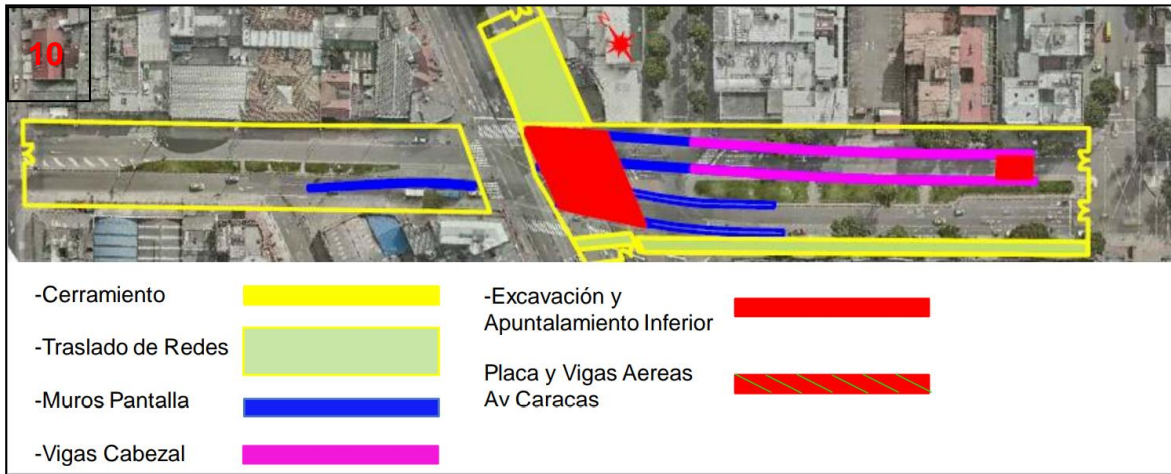 10
-Cerramiento
-Traslado de Redes
-Muros Pantalla
-Vigas Cabezal
-Excavación y
Apuntalamiento Inferior
Placa y Vigas Aereas
Av Caracas